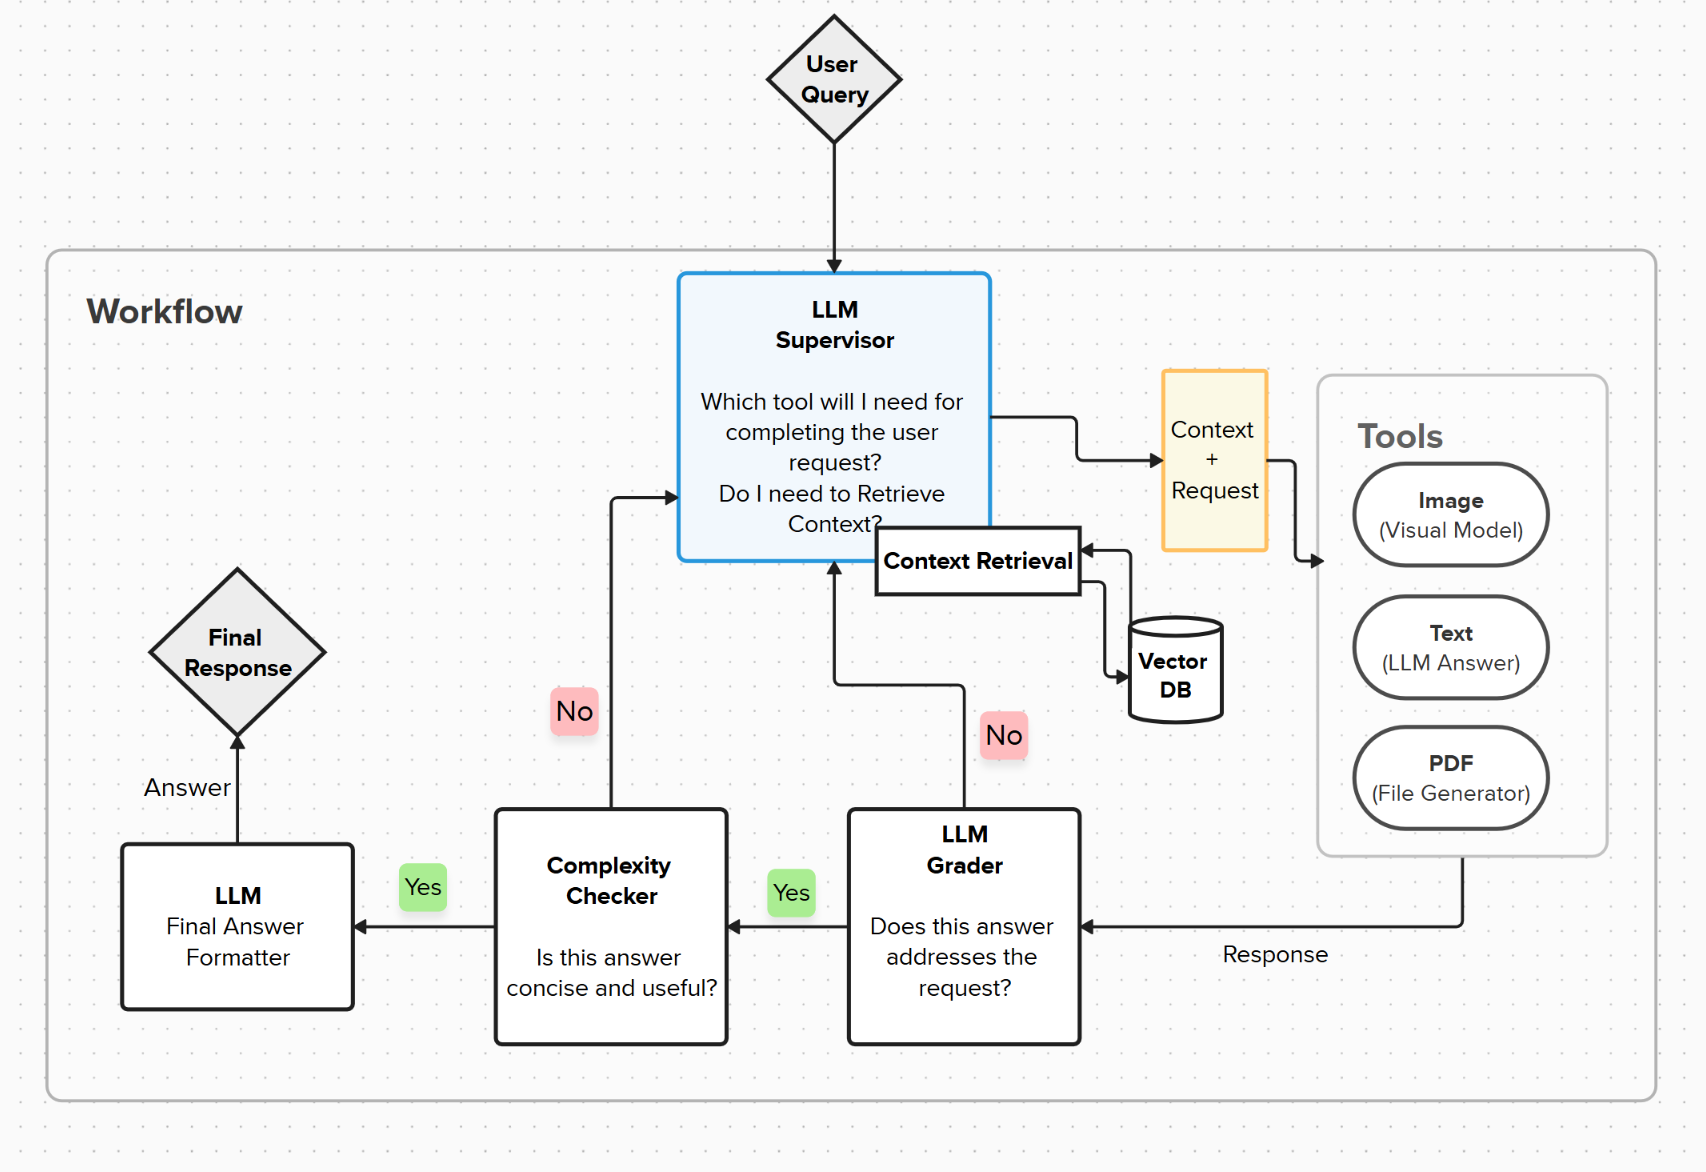 User
Query
Workflow
LLM
Supervisor
Which tool will I need for
completing the user
request?
Do I need to Retrieve
Context?
Context Retrieval
Context
+
Request
Tools
Image
(Visual Model)
Text
(LLM Answer)
PDF
(File Generator)
Vector
DB
Final
Response
No
No
Answer
LLM
Final Answer
Formatter
Yes
Complexity
Checker
Is this answer
concise and useful?
Yes
LLM
Grader
Does this answer
addresses the
request?
Response